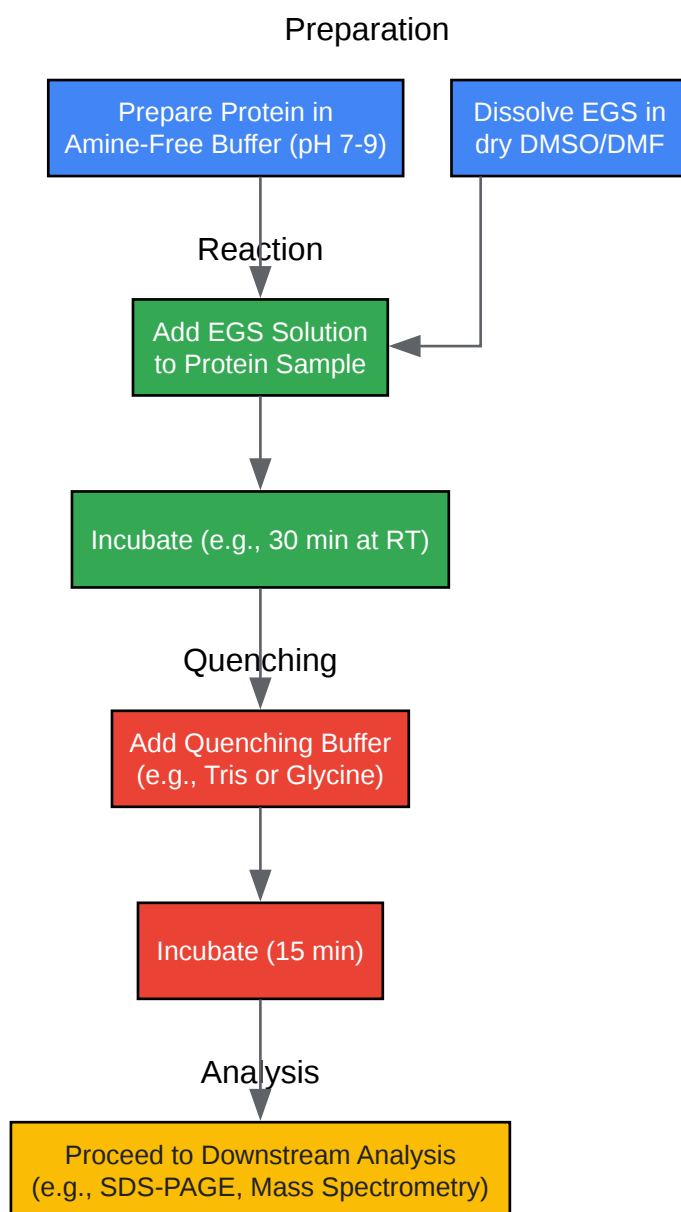 Preparation
Prepare Protein in
Amine-Free Buffer (pH 7-9)
Dissolve EGS in
dry DMSO/DMF
Reaction
Add EGS Solution
to Protein Sample
Incubate (e.g., 30 min at RT)
Quenching
Add Quenching Buffer
(e.g., Tris or Glycine)
Incubate (15 min)
Analysis
Proceed to Downstream Analysis
(e.g., SDS-PAGE, Mass Spectrometry)